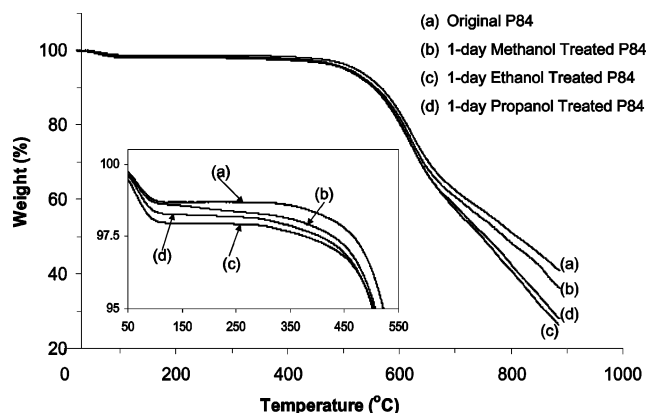 (a) Original P84
(b) 1-day Methanol Treated P84
(c) 1-day Ethanol Treated P84
(d) 1-day Propanol Treated P84
Weight (%)
100
80
60
40
20
0
200
400
600
800
1000
Temperature (°C)
100
97.5
95
50
150
250
350
450
550
(a)
(b)
(d)
(c)
(a)
(b)
(d)
(c)